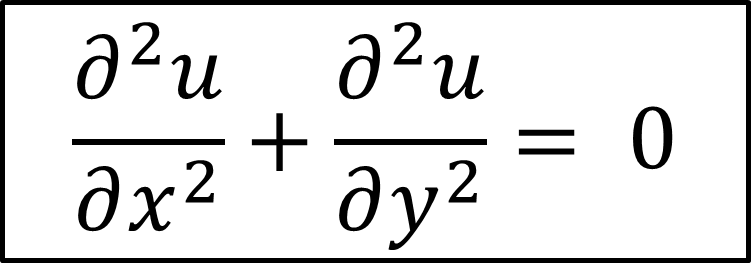 ∂²u/∂x² + ∂²u/∂y² = 0